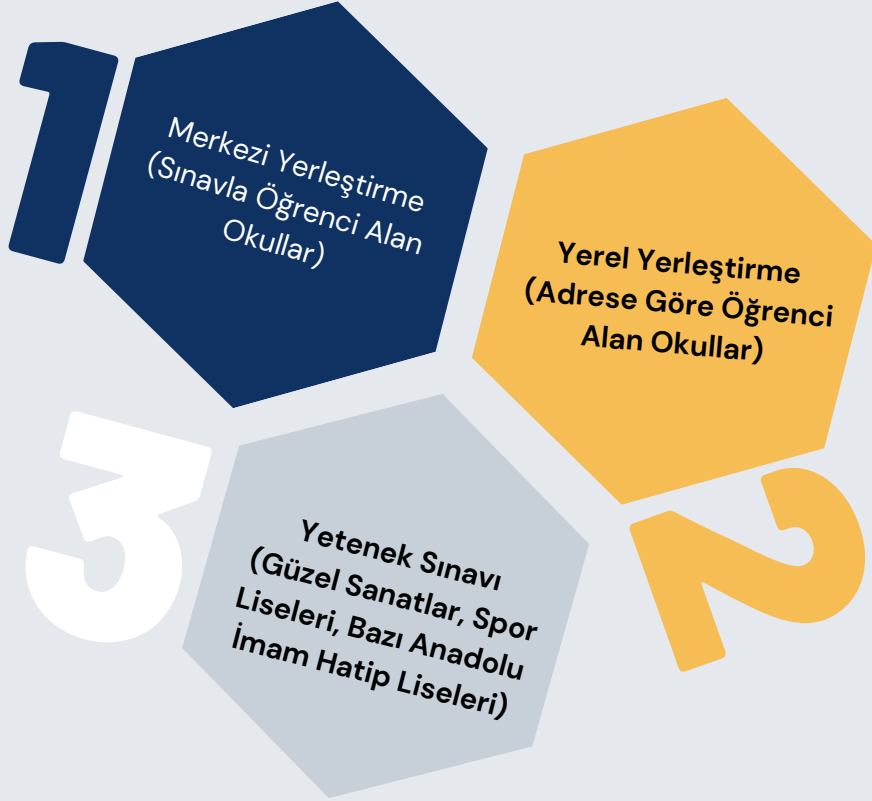 1
Merkezi Yerleştirme
(Sınavla Öğrenci Alan
Okullar)
Yerel Yerleştirme
(Adrese Göre Öğrenci
Alan Okullar)
2
3
Yetenek Sınavı
(Güzel Sanatlar, Spor
Liseleri, Bazı Anadolu
İmam Hatip Liseleri)